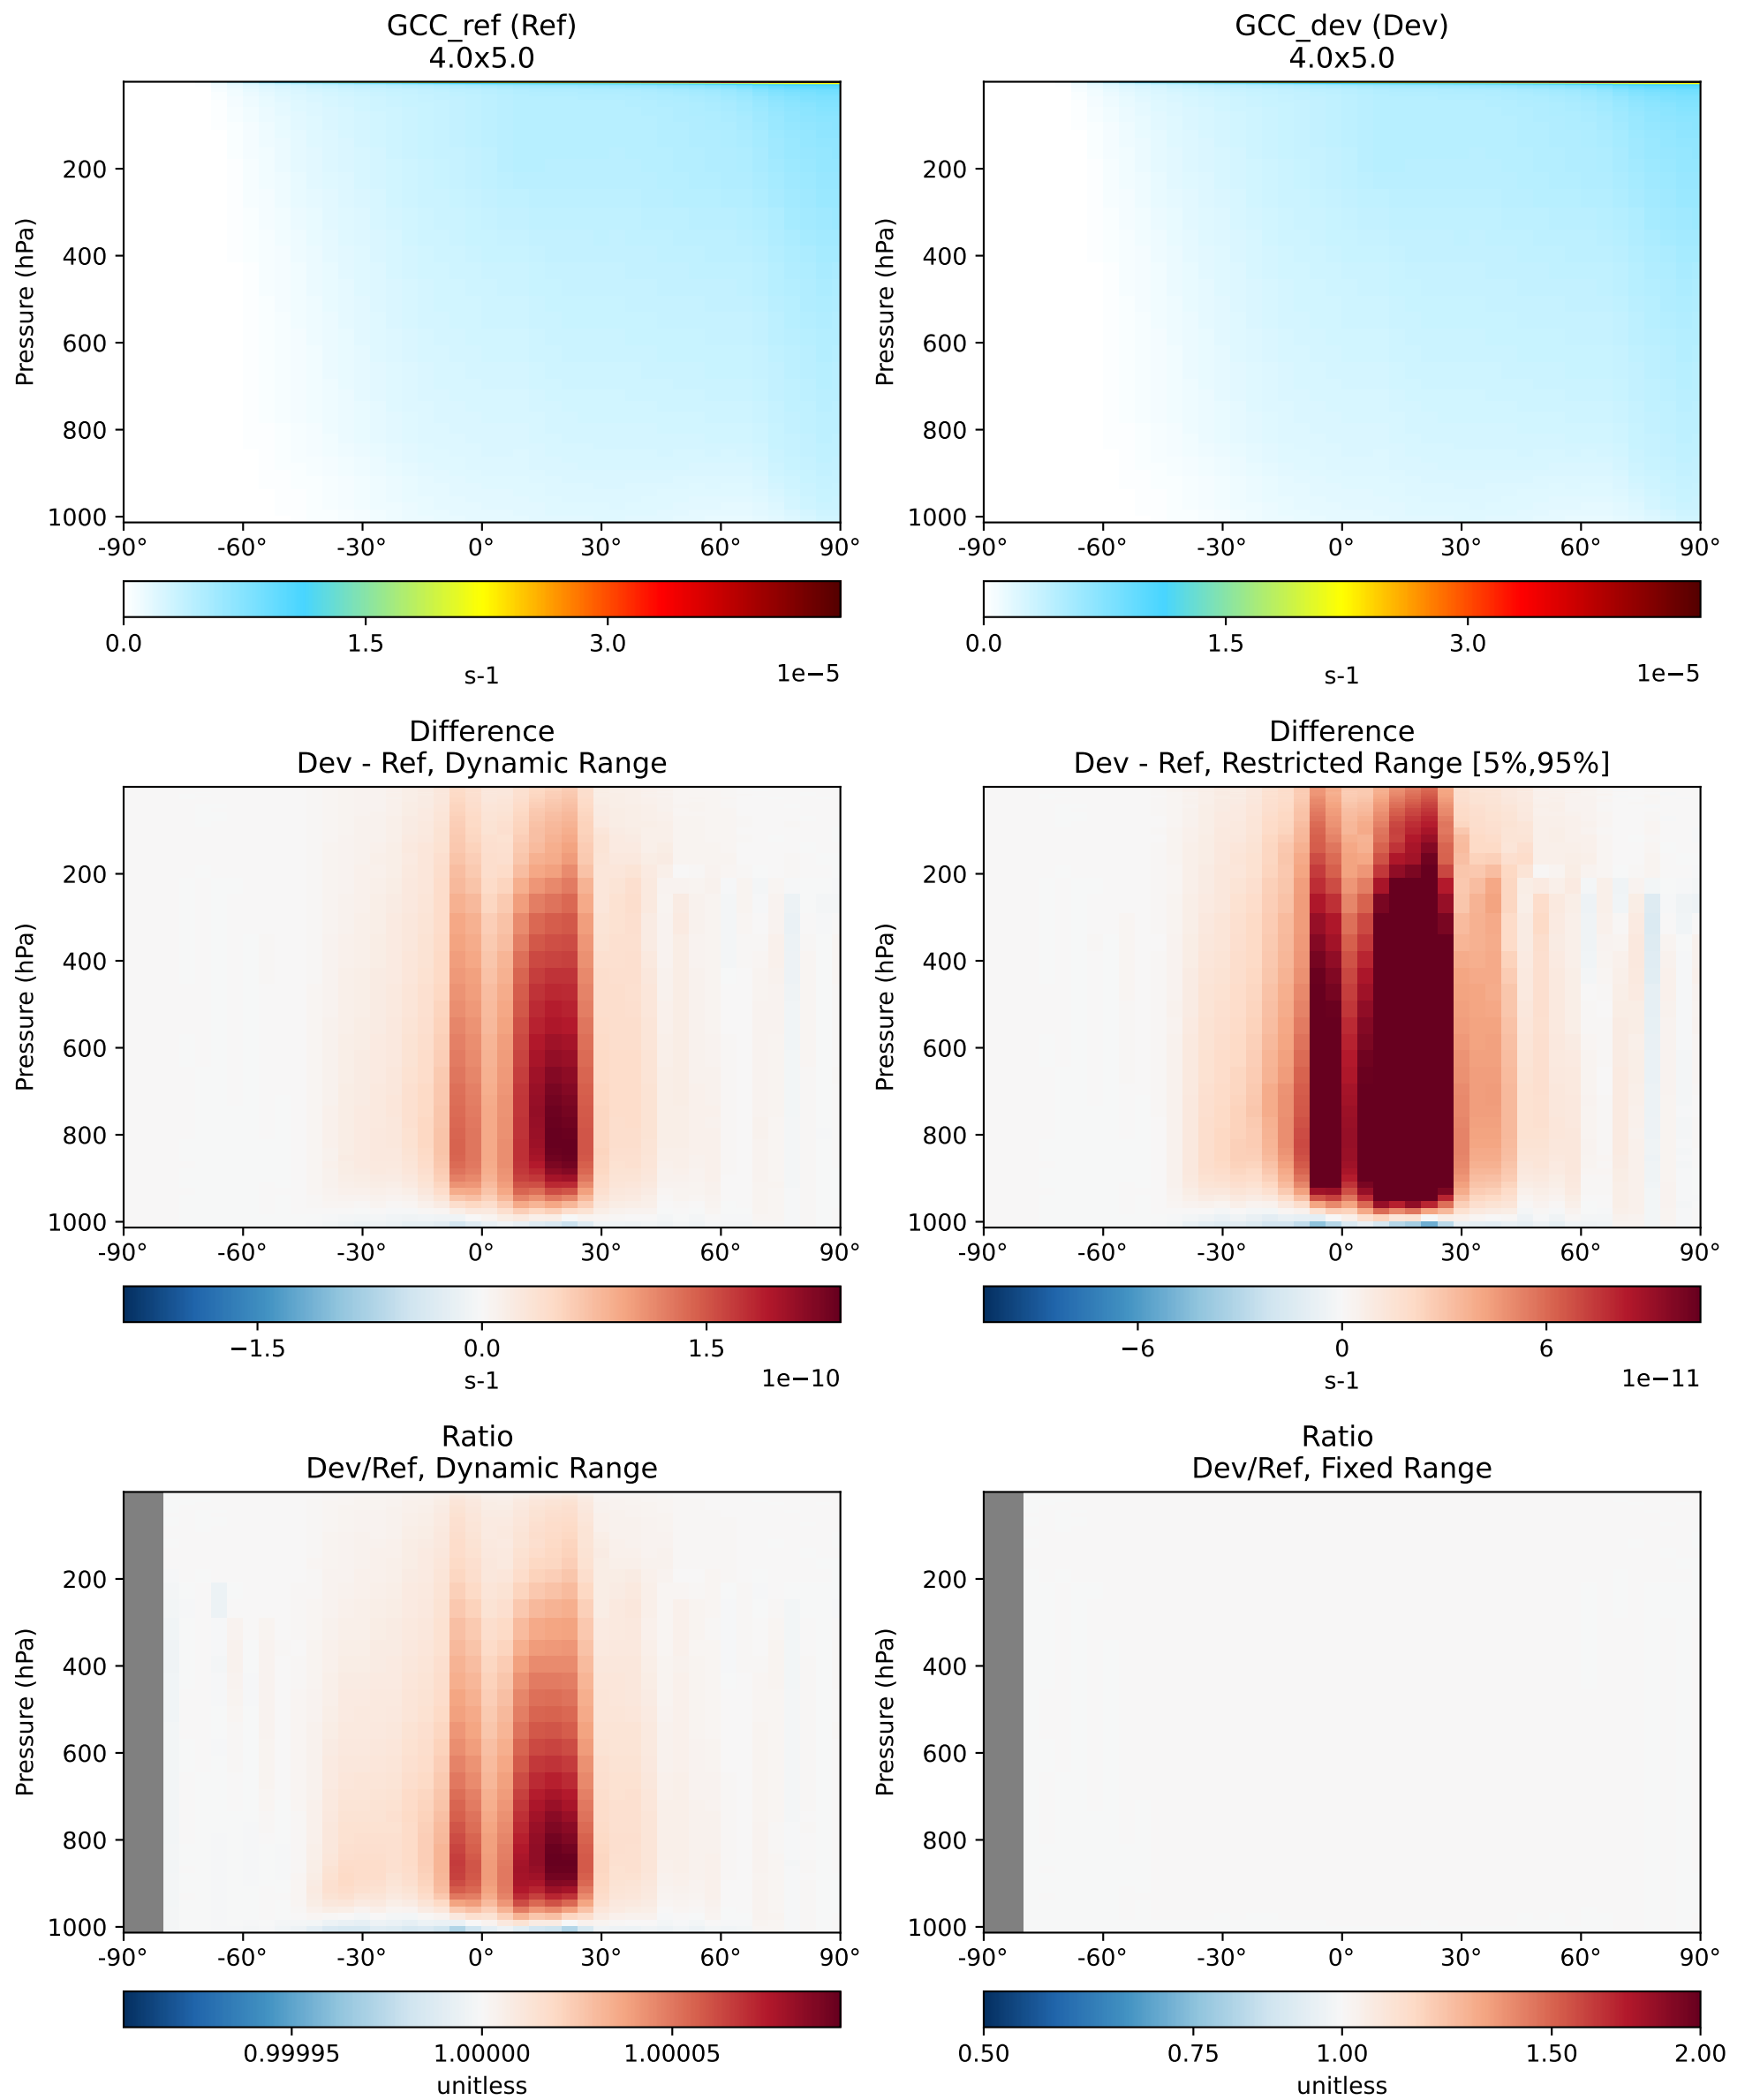 GCC_ref (Ref)
4.0x5.0
Pressure (hPa)
200
400
600
800
1000
-90° -60° -30° 0° 30° 60° 90°
0.0 1.5 3.0
s-1 1e−5
GCC_dev (Dev)
4.0x5.0
Pressure (hPa)
200
400
600
800
1000
-90° -60° -30° 0° 30° 60° 90°
0.0 1.5 3.0
s-1 1e−5
Difference
Dev - Ref, Dynamic Range
Pressure (hPa)
200
400
600
800
1000
-90° -60° -30° 0° 30° 60° 90°
−1.5 0.0 1.5
s-1 1e−10
Difference
Dev - Ref, Restricted Range [5%,95%]
Pressure (hPa)
200
400
600
800
1000
-90° -60° -30° 0° 30° 60° 90°
−6 0 6
s-1 1e−11
Ratio
Dev/Ref, Dynamic Range
Pressure (hPa)
200
400
600
800
1000
-90° -60° -30° 0° 30° 60° 90°
0.99995 1.00000 1.00005
unitless
Ratio
Dev/Ref, Fixed Range
Pressure (hPa)
200
400
600
800
1000
-90° -60° -30° 0° 30° 60° 90°
0.50 0.75 1.00 1.50 2.00
unitless